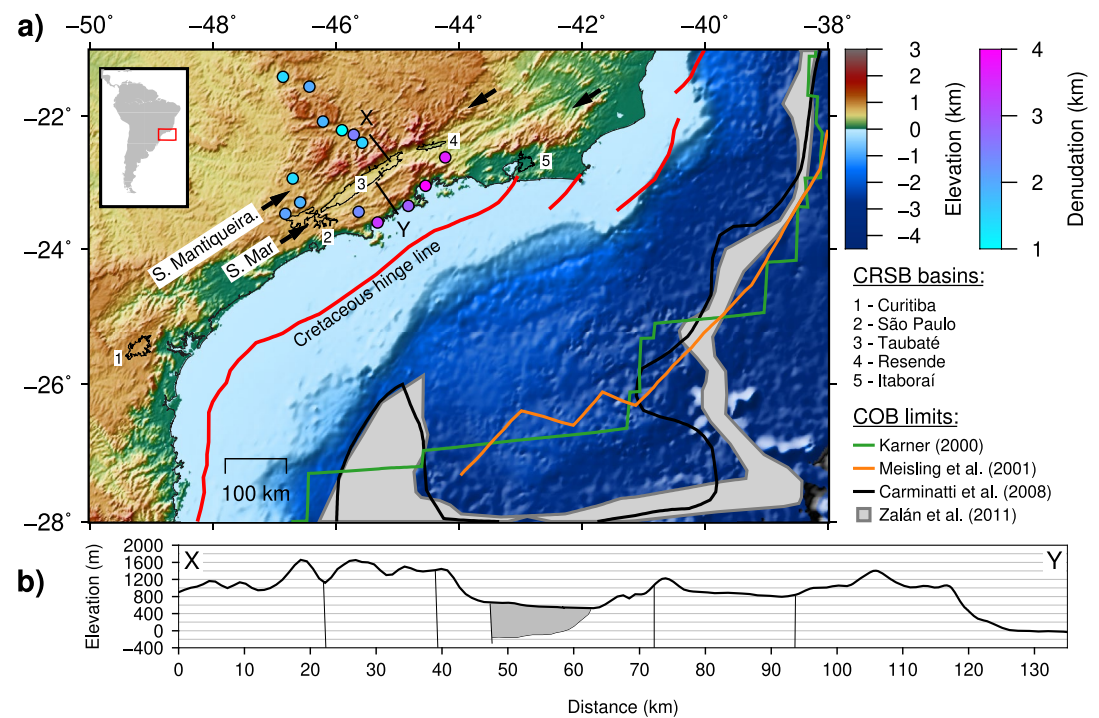 a)
−50 −48 −46 −44 −42 −40 −38
−22°
−24°
−26°
−28°
X
4
5
3
Y
2
1
S. Mantiqueira.
S. Mar
Cretaceous hinge line
100 km
3
2
1
0
−1
−2
−3
−4
Elevation (km)
4
3
2
1
Denudation (km)
CRSB basins:
1 - Curitiba
2 - São Paulo
3 - Taubaté
4 - Resende
5 - Itaboraí
COB limits:
Karner (2000)
Meisling et al. (2001)
Carminatti et al. (2008)
Zalán et al. (2011)
b)
X
Y
2000
1600
1200
800
400
0
−400
Elevation (m)
0 10 20 30 40 50 60 70 80 90 100 110 120 130
Distance (km)